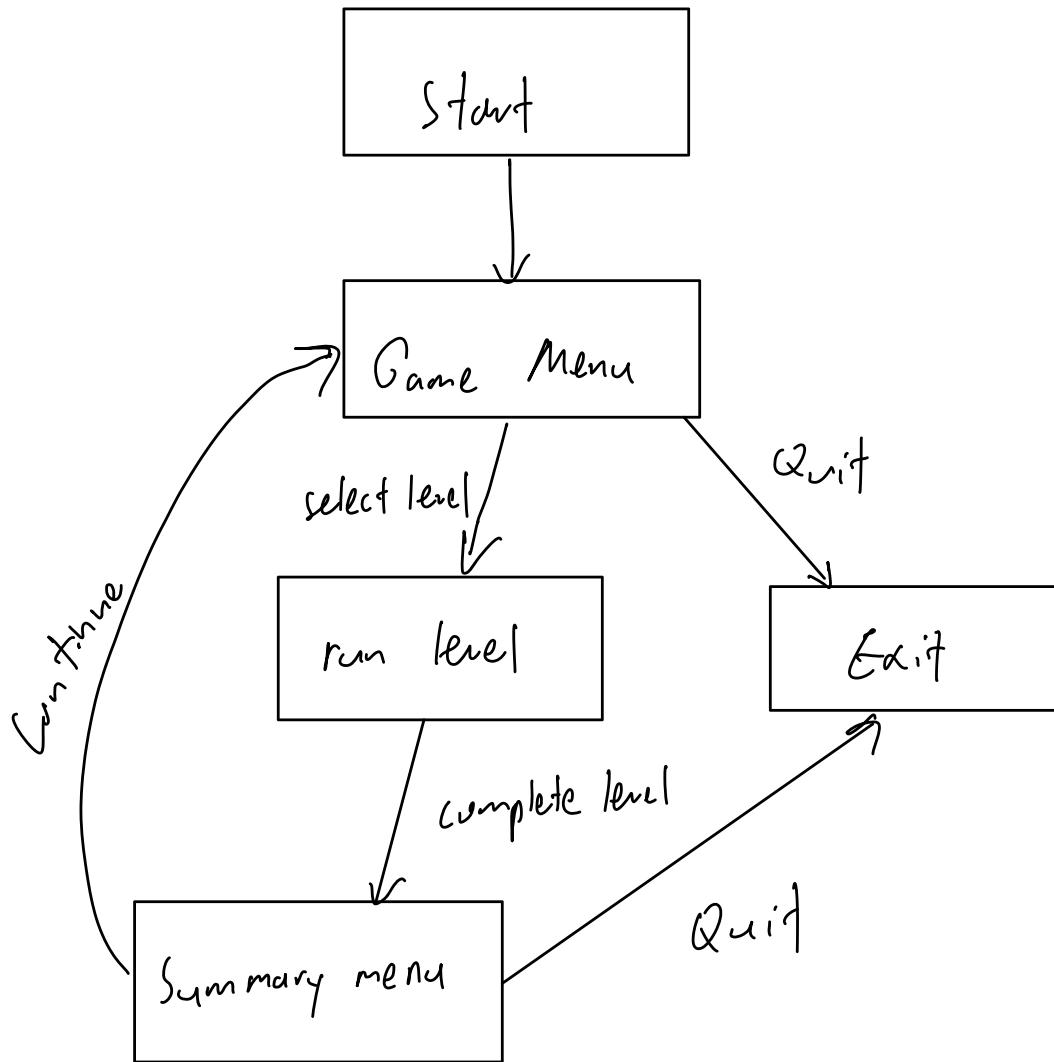 Start
Game Menu
select level
Quit
Continue
run level
Exit
complete level
Quit
Summary menu